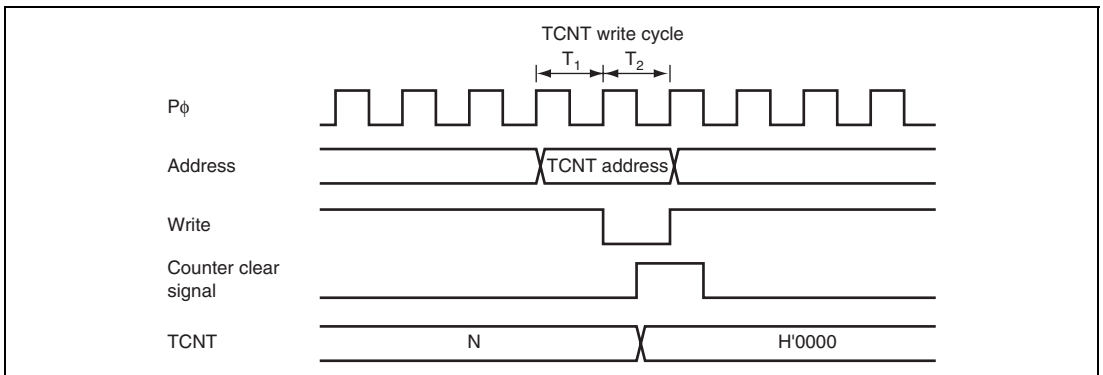 TCNT write cycle
T1 T2
Pϕ
Address
TCNT address
Write
Counter clear
signal
TCNT
N
H'0000